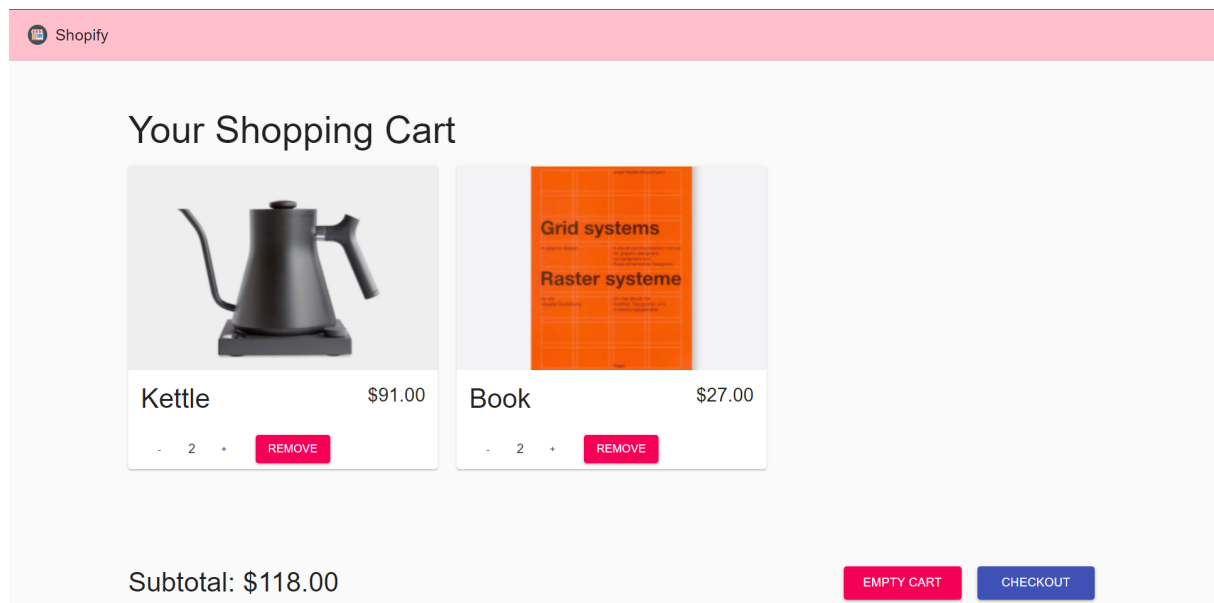 Shopify
Your Shopping Cart
Grid systems
Raster systeme
Kettle
$91.00
- 2 + REMOVE
Book
$27.00
- 2 + REMOVE
Subtotal: $118.00
EMPTY CART
CHECKOUT